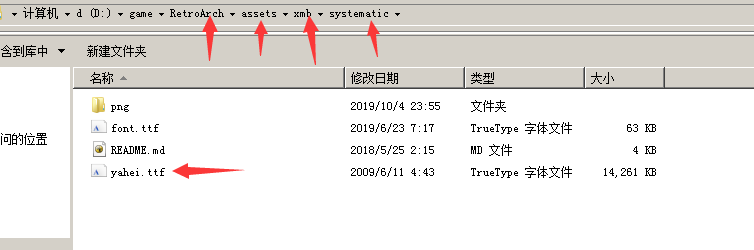 计算机 d (D:) game RetroArch assets xmb systematic
含到库中 新建文件夹
名称 修改日期 类型 大小
png 2019/10/4 23:55 文件夹
问的位置
font.ttf 2019/6/23 7:17 TrueType 字体文件 63 KB
README.md 2018/5/25 2:15 MD 文件 4 KB
yahei.ttf 2009/6/11 4:43 TrueType 字体文件 14,261 KB